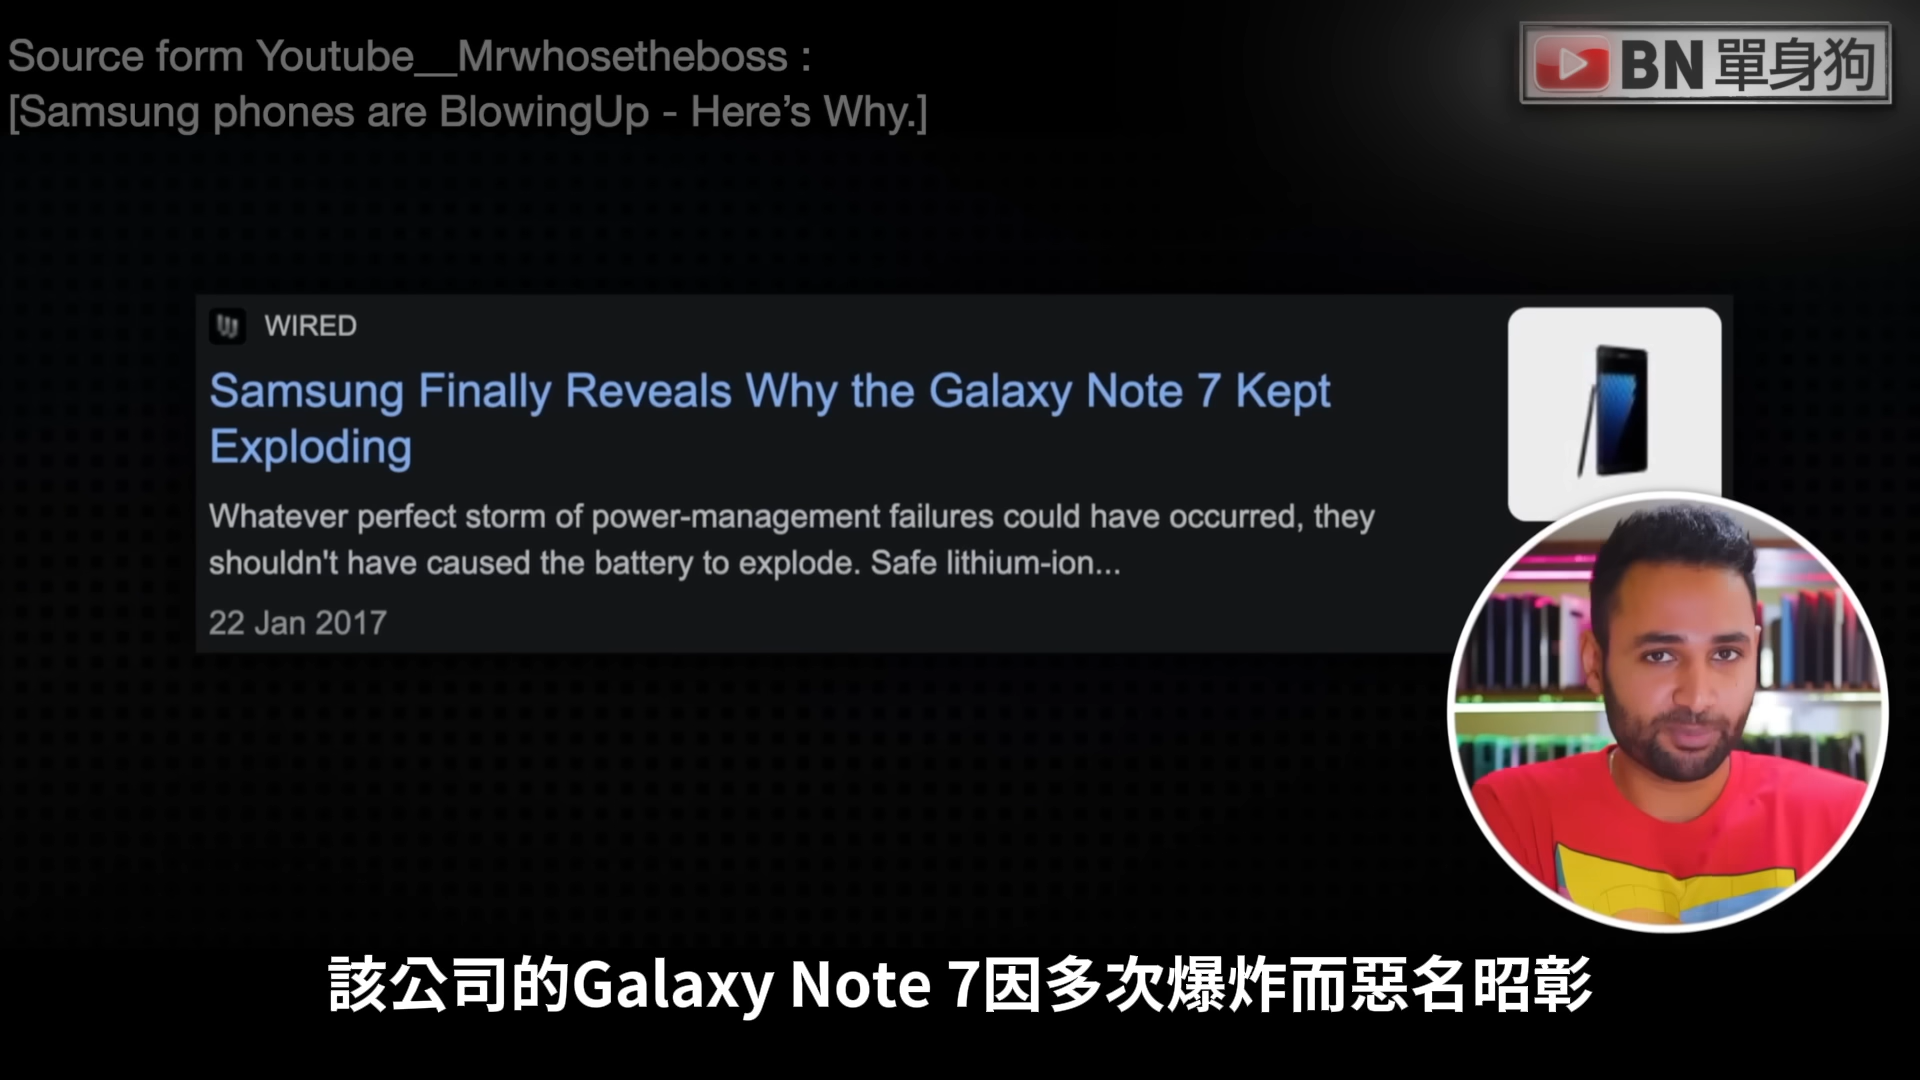 Source form Youtube__Mrwhosetheboss :
[Samsung phones are BlowingUp - Here’s Why.]
BN單身狗
WIRED
Samsung Finally Reveals Why the Galaxy Note 7 Kept
Exploding
Whatever perfect storm of power-management failures could have occurred, they
shouldn't have caused the battery to explode. Safe lithium-ion...
22 Jan 2017
該公司的Galaxy Note 7因多次爆炸而惡名昭彰